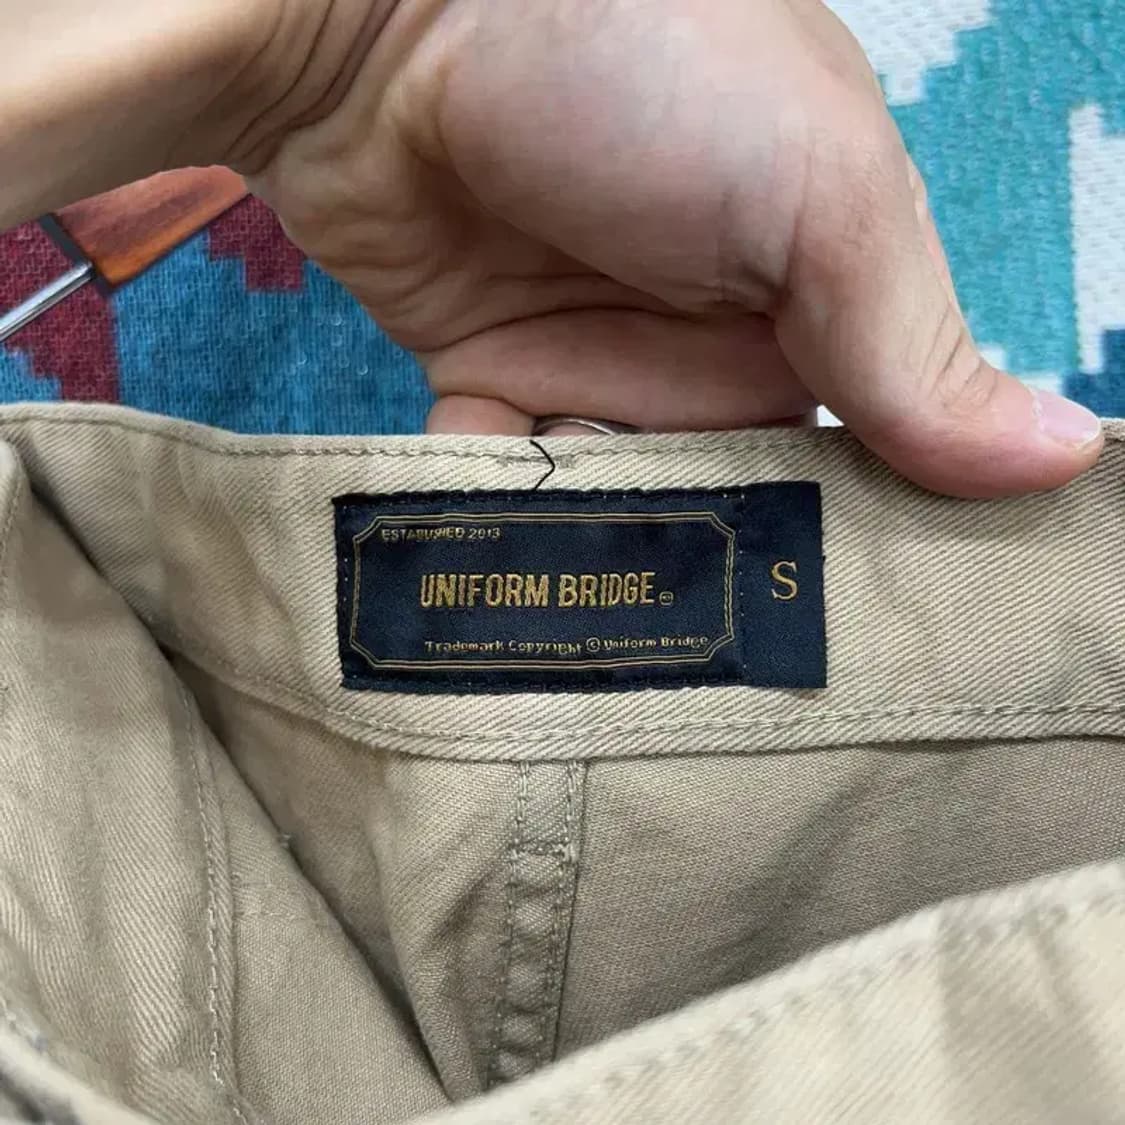 ESTABLISHED 2013
UNIFORM BRIDGE
S
Trademark Copyright © Uniform Bridge